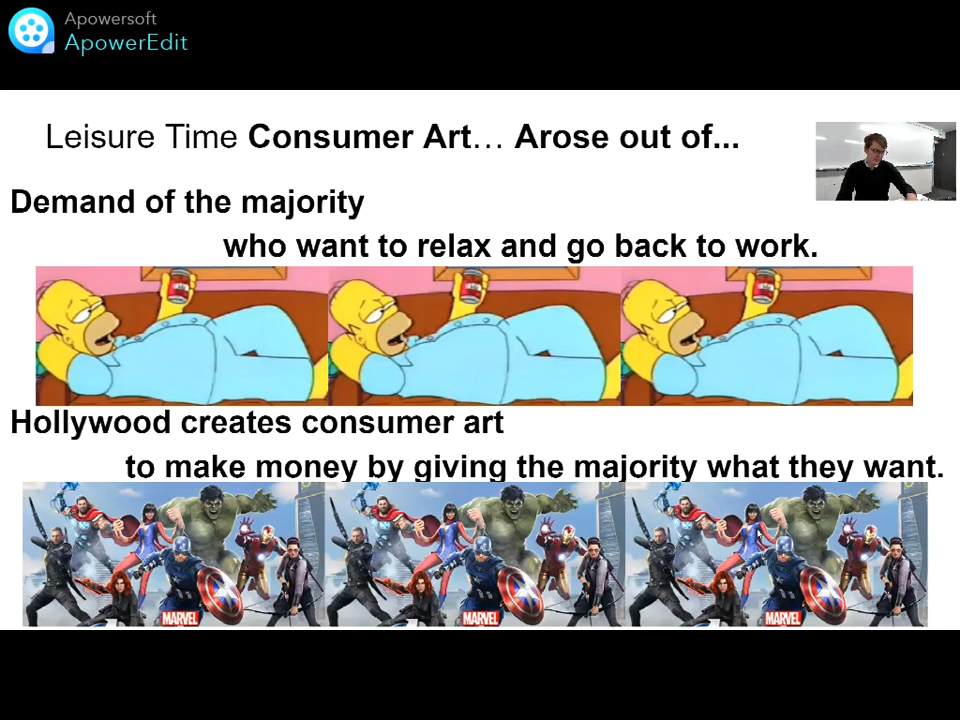 Apowersoft
ApowerEdit
Leisure Time Consumer Art… Arose out of...
Demand of the majority
who want to relax and go back to work.
Hollywood creates consumer art
to make money by giving the majority what they want.
MARVEL MARVEL MARVEL